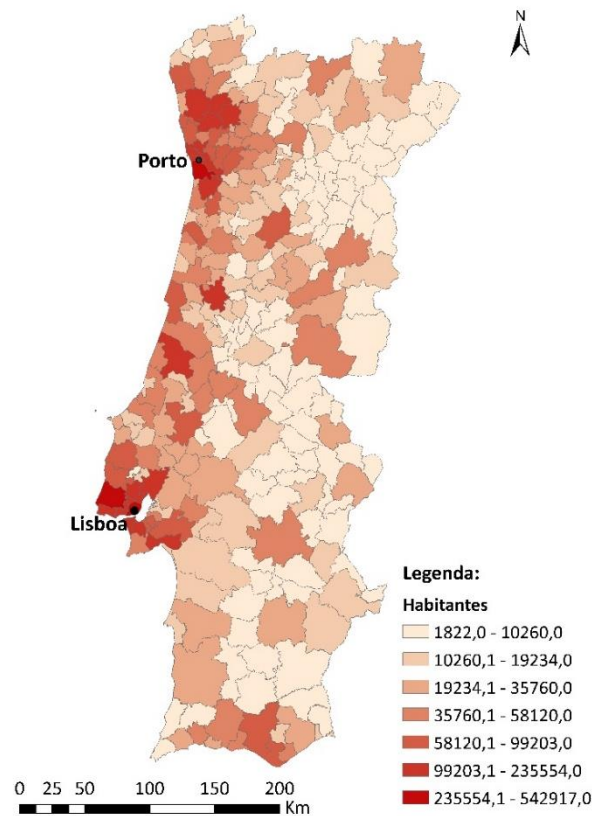 N
Porto
Lisboa
Legenda:
Habitantes
1822,0 - 10260,0
10260,1 - 19234,0
19234,1 - 35760,0
35760,1 - 58120,0
58120,1 - 99203,0
99203,1 - 235554,0
235554,1 - 542917,0
0 25 50 100 150 200
Km